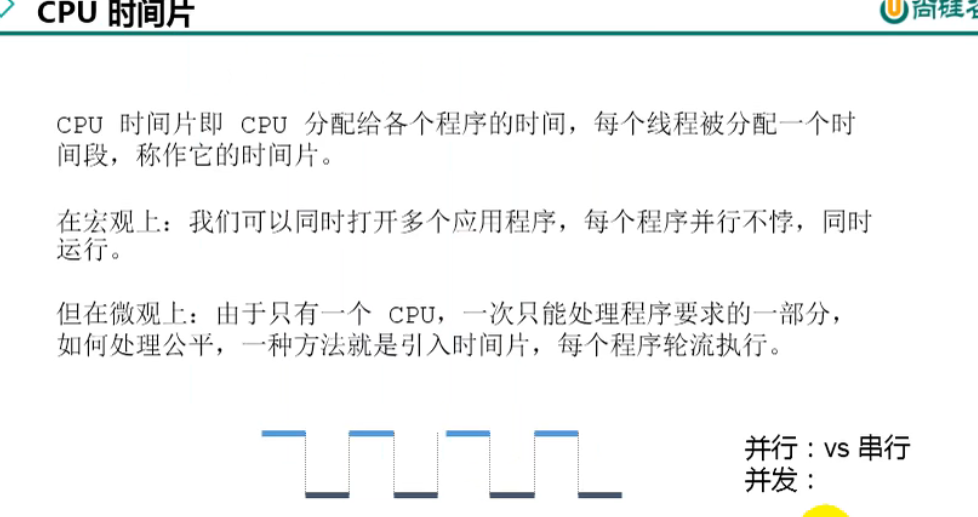 CPU 时间片
CPU 时间片即 CPU 分配给各个程序的时间，每个线程被分配一个时
间段，称作它的时间片。
在宏观上：我们可以同时打开多个应用程序，每个程序并行不悖，同时
运行。
但在微观上：由于只有一个 CPU，一次只能处理程序要求的一部分，
如何处理公平，一种方法就是引入时间片，每个程序轮流执行。
并行：vs 串行
并发：